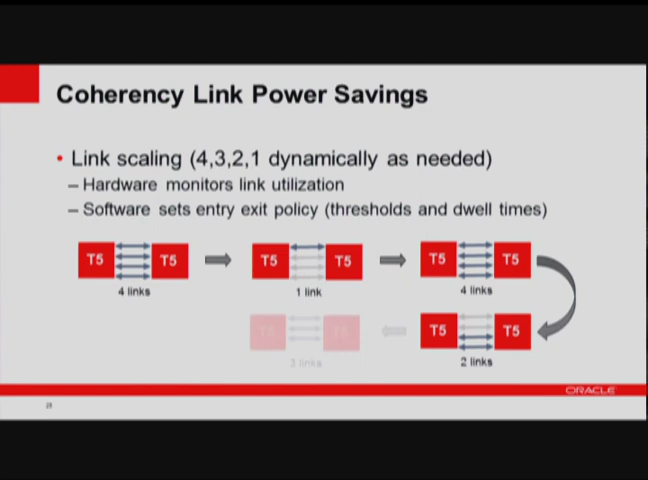 Coherency Link Power Savings
• Link scaling (4,3,2,1 dynamically as needed)
– Hardware monitors link utilization
– Software sets entry exit policy (thresholds and dwell times)
T5 T5 T5 T5 T5 T5
4 links 1 link 4 links
T5 T5 T5 T5
3 links 2 links
ORACLE